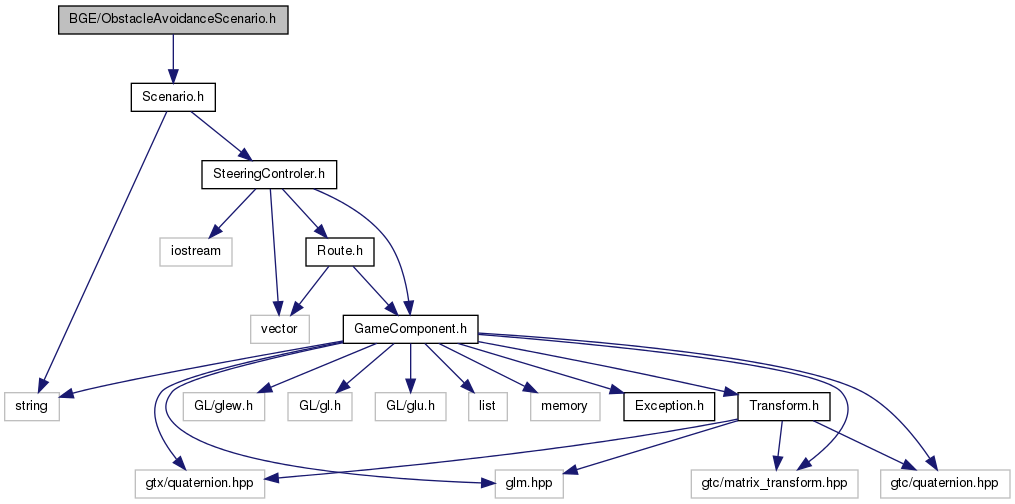 BGE/ObstacleAvoidanceScenario.h
Scenario.h
SteeringControler.h
iostream
Route.h
vector
GameComponent.h
string
GL/glew.h
GL/gl.h
GL/glu.h
list
memory
Exception.h
Transform.h
gtx/quaternion.hpp
glm.hpp
gtc/matrix_transform.hpp
gtc/quaternion.hpp